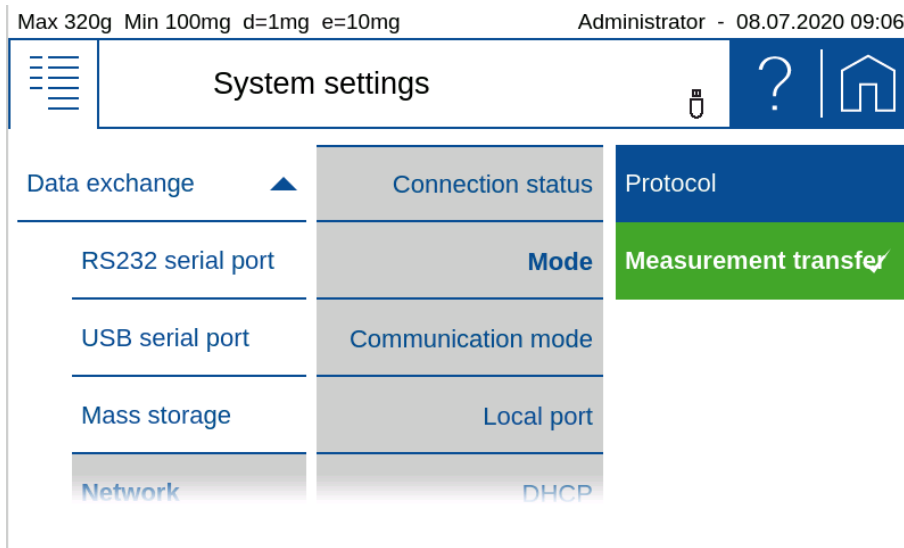 Max 320g Min 100mg d=1mg e=10mg
Administrator - 08.07.2020 09:06
System settings
?
Data exchange
RS232 serial port
USB serial port
Mass storage
Network
Connection status
Mode
Communication mode
Local port
DHCP
Protocol
Measurement transfer